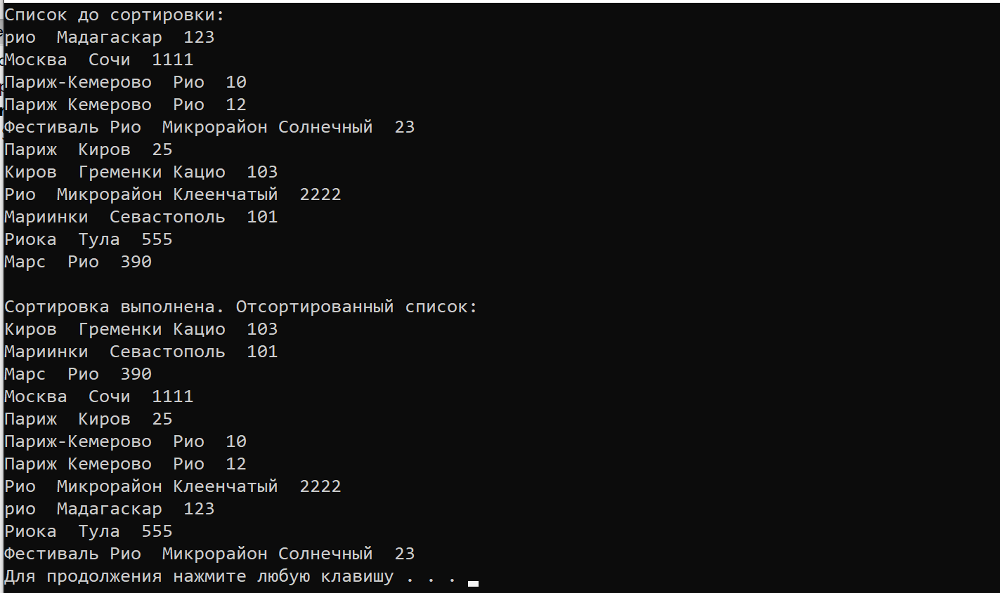 Список до сортировки:
рио  Мадагаскар  123
Москва  Сочи  1111
Париж-Кемерово  Рио  10
Париж Кемерово  Рио  12
Фестиваль Рио  Микрорайон Солнечный  23
Париж  Киров  25
Киров  Гременки Кацио  103
Рио  Микрорайон Клеенчатый  2222
Мариинки  Севастополь  101
Риока  Тула  555
Марс  Рио  390
Сортировка выполнена. Отсортированный список:
Киров  Гременки Кацио  103
Мариинки  Севастополь  101
Марс  Рио  390
Москва  Сочи  1111
Париж  Киров  25
Париж-Кемерово  Рио  10
Париж Кемерово  Рио  12
Рио  Микрорайон Клеенчатый  2222
рио  Мадагаскар  123
Риока  Тула  555
Фестиваль Рио  Микрорайон Солнечный  23
Для продолжения нажмите любую клавишу . . .